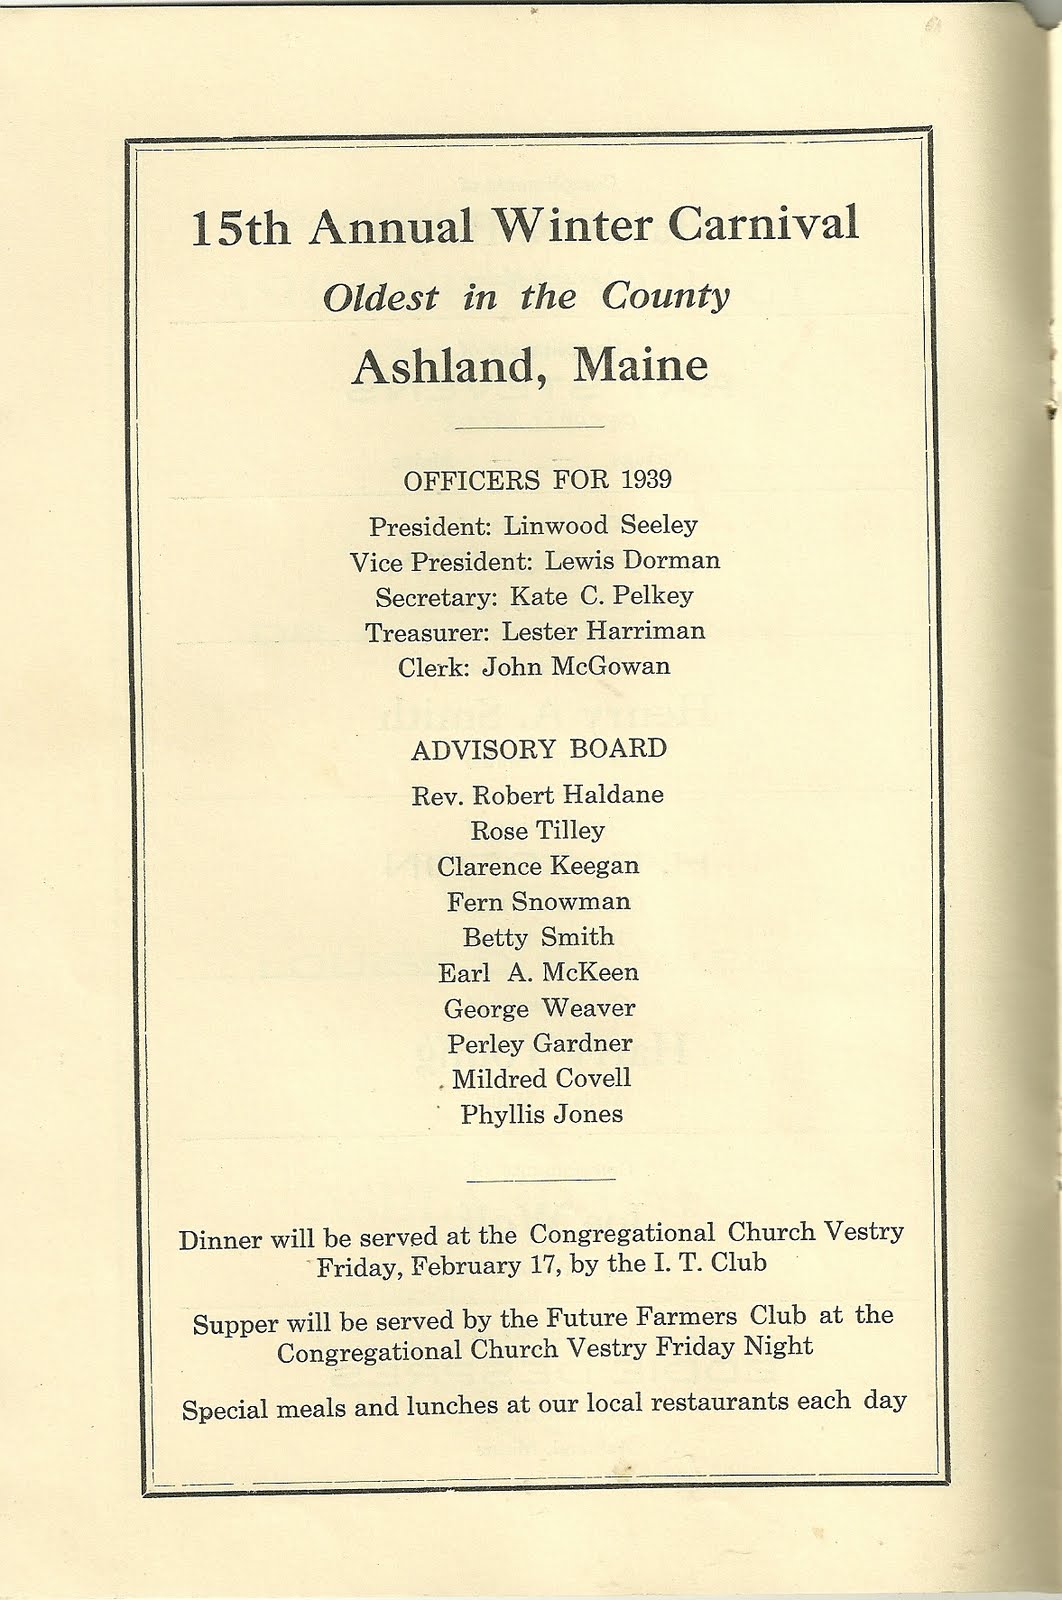 15th Annual Winter Carnival
Oldest in the County
Ashland, Maine
OFFICERS FOR 1939
President: Linwood Seeley
Vice President: Lewis Dorman
Secretary: Kate C. Pelkey
Treasurer: Lester Harriman
Clerk: John McGowan
ADVISORY BOARD
Rev. Robert Haldane
Rose Tilley
Clarence Keegan
Fern Snowman
Betty Smith
Earl A. McKeen
George Weaver
Perley Gardner
Mildred Covell
Phyllis Jones
Dinner will be served at the Congregational Church Vestry
Friday, February 17, by the I. T. Club
Supper will be served by the Future Farmers Club at the
Congregational Church Vestry Friday Night
Special meals and lunches at our local restaurants each day